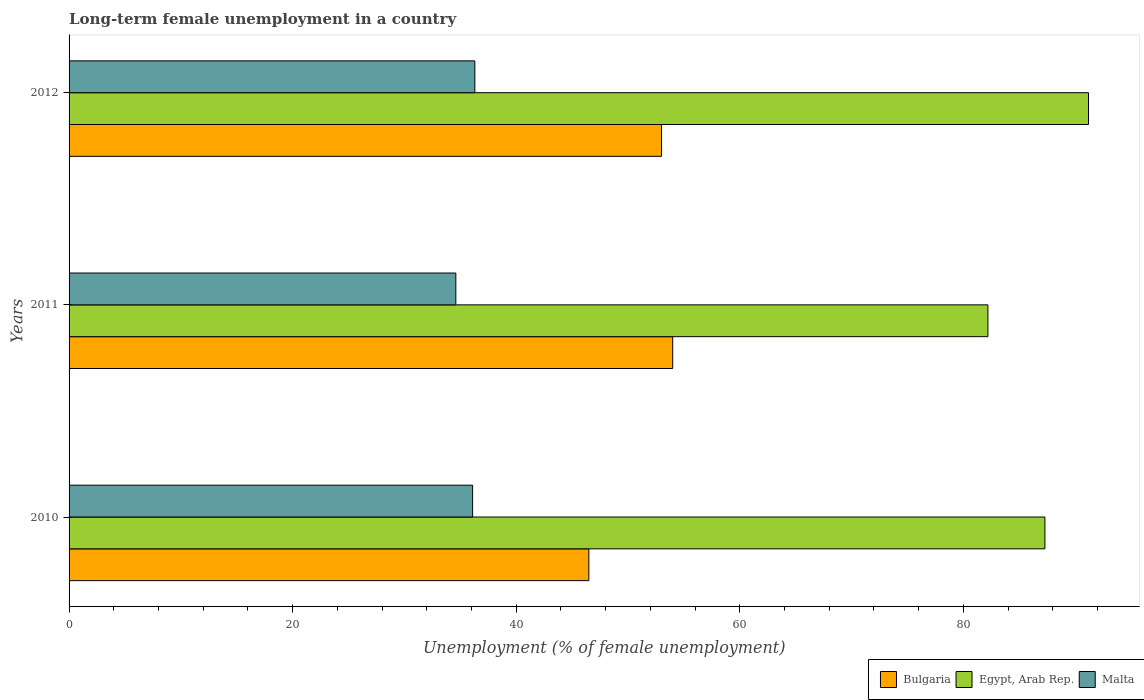 Long-term female unemployment in a country
2012
2011
2010
Years
0
20
40
60
80
Unemployment (% of female unemployment)
Bulgaria
Egypt, Arab Rep.
Malta